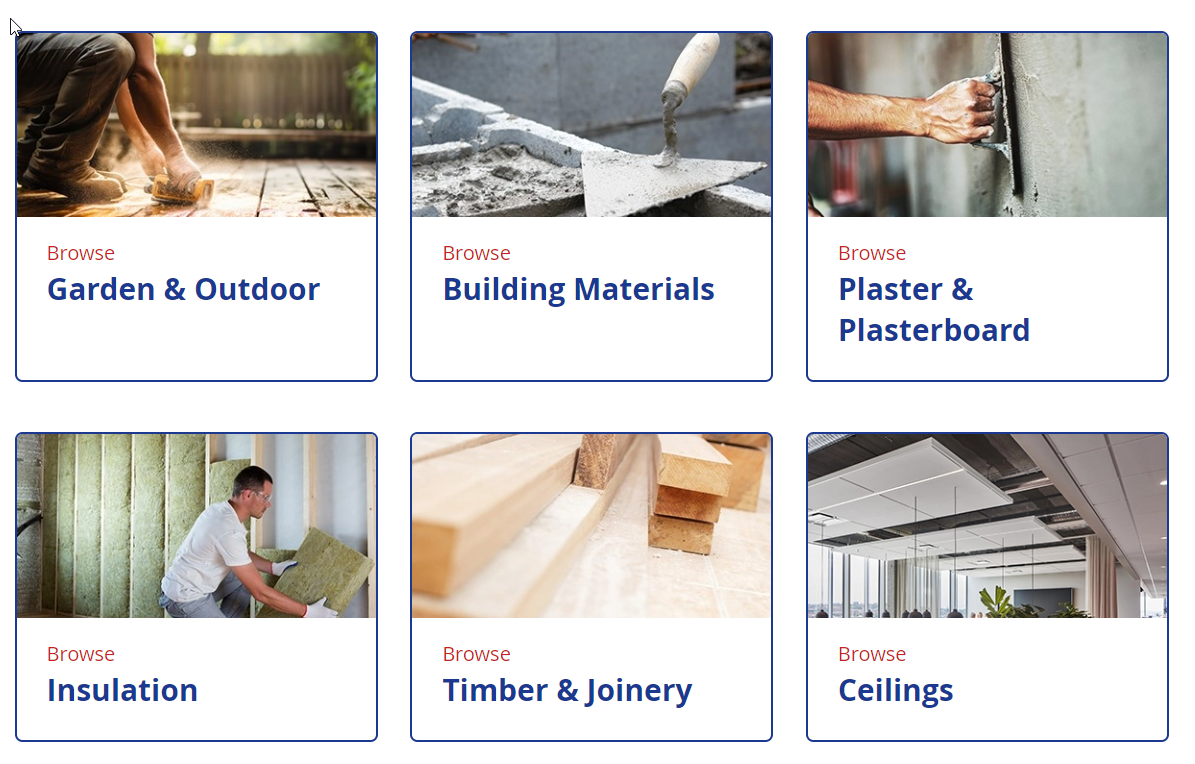 Browse
Garden & Outdoor
Browse
Building Materials
Browse
Plaster &
Plasterboard
Browse
Insulation
Browse
Timber & Joinery
Browse
Ceilings